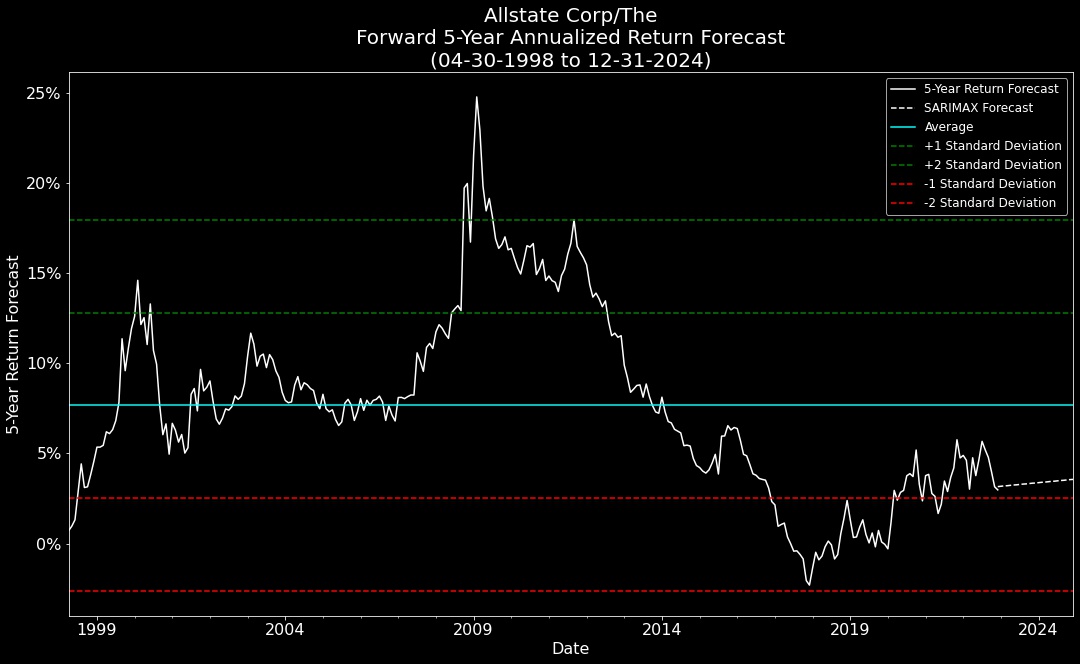 Allstate Corp/The
Forward 5-Year Annualized Return Forecast
(04-30-1998 to 12-31-2024)
5-Year Return Forecast
SARIMAX Forecast
Average
+1 Standard Deviation
+2 Standard Deviation
-1 Standard Deviation
-2 Standard Deviation
5-Year Return Forecast
25%
20%
15%
10%
5%
0%
1999
2004
2009
2014
2019
2024
Date